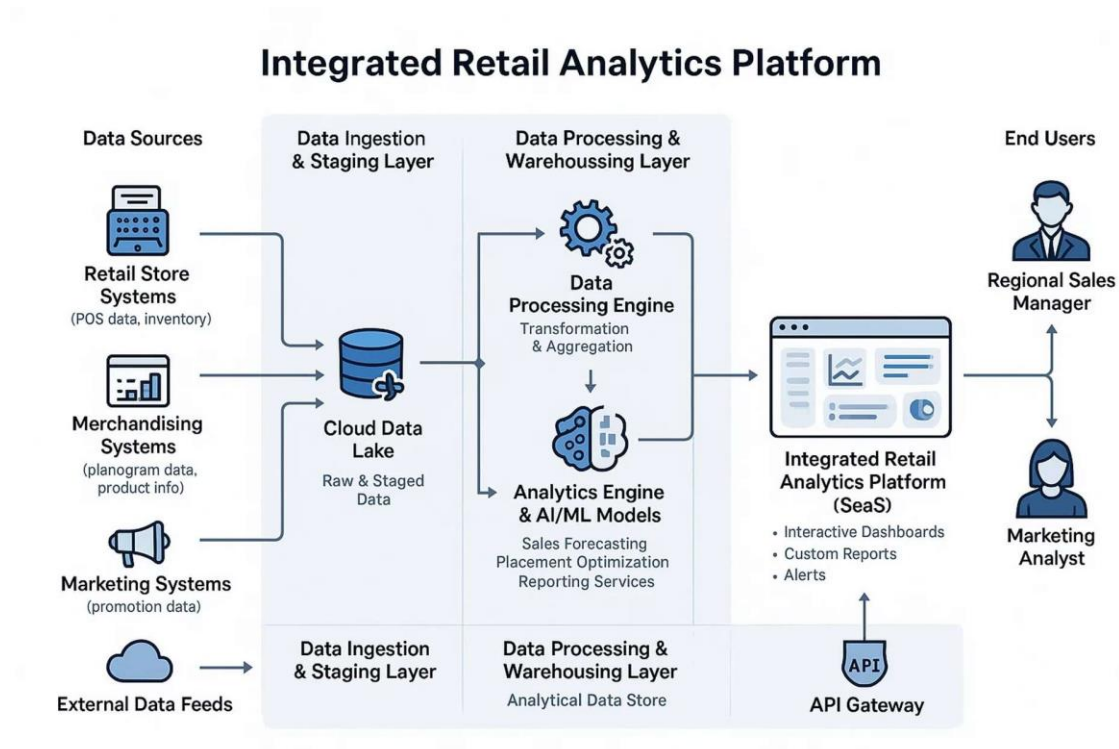 Integrated Retail Analytics Platform
Data Sources
Data Ingestion
& Staging Layer
Data Processing &
Warehoussing Layer
End Users
Retail Store
Systems
(POS data, inventory)
Merchandising
Systems
(planogram data,
product info)
Marketing Systems
(promotion data)
External Data Feeds
Cloud Data
Lake
Raw & Staged
Data
Data
Processing Engine
Transformation
& Aggregation
Analytics Engine
& AI/ML Models
Sales Forecasting
Placement Optimization
Reporting Services
Integrated Retail
Analytics Platform
(SeaS)
• Interactive Dashboards
• Custom Reports
• Alerts
Regional Sales
Manager
Marketing
Analyst
Data Ingestion
& Staging Layer
Data Processing &
Warehousing Layer
Analytical Data Store
API
API Gateway